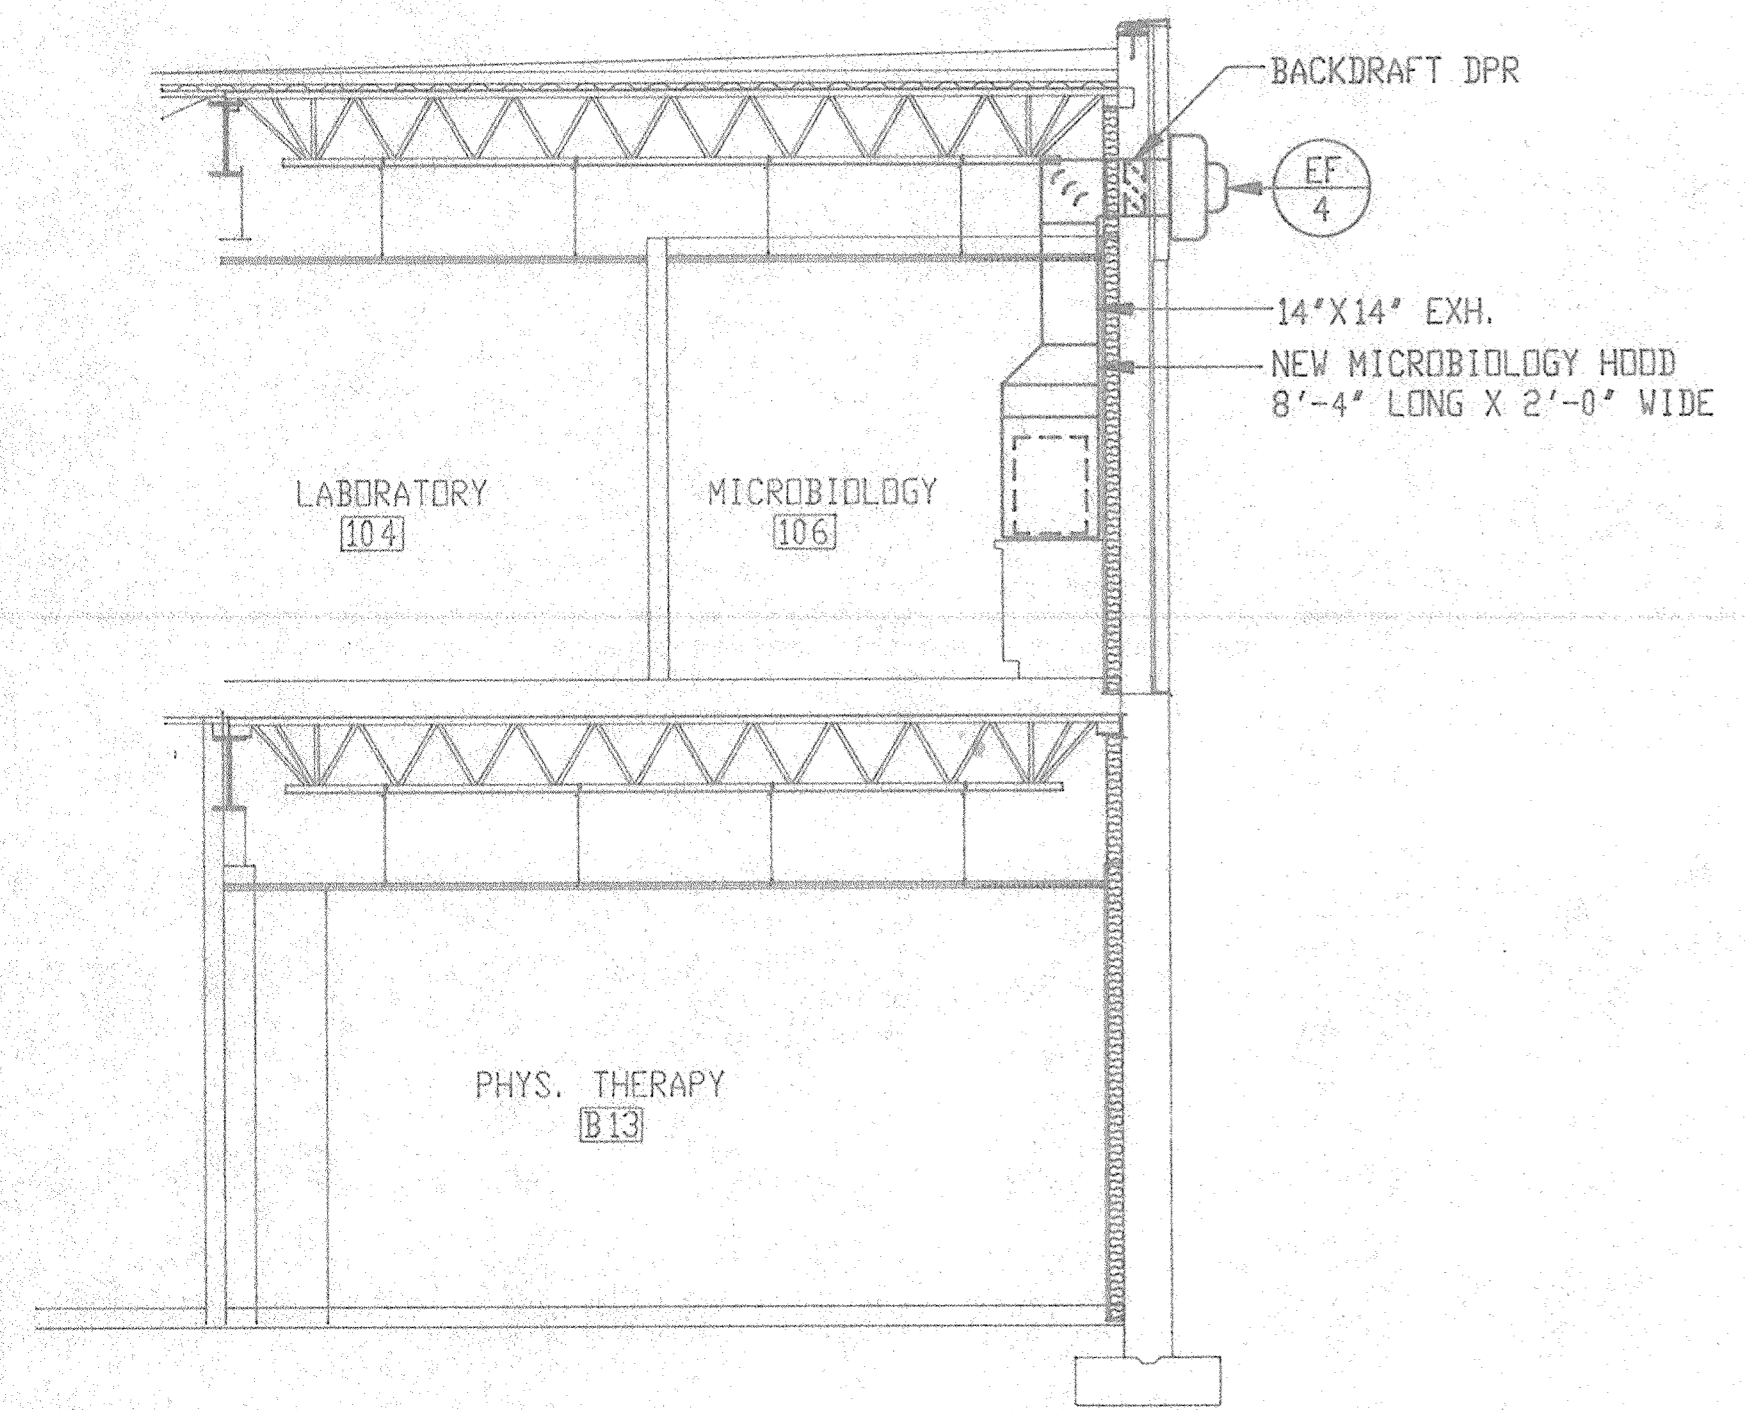 BACKDRAFT DPR
EF
4
14"X14" EXH.
NEW MICROBIOLOGY HOOD
8'-4" LONG X 2'-0" WIDE
LABORATORY
104
MICROBIOLOGY
106
PHYS. THERAPY
B13